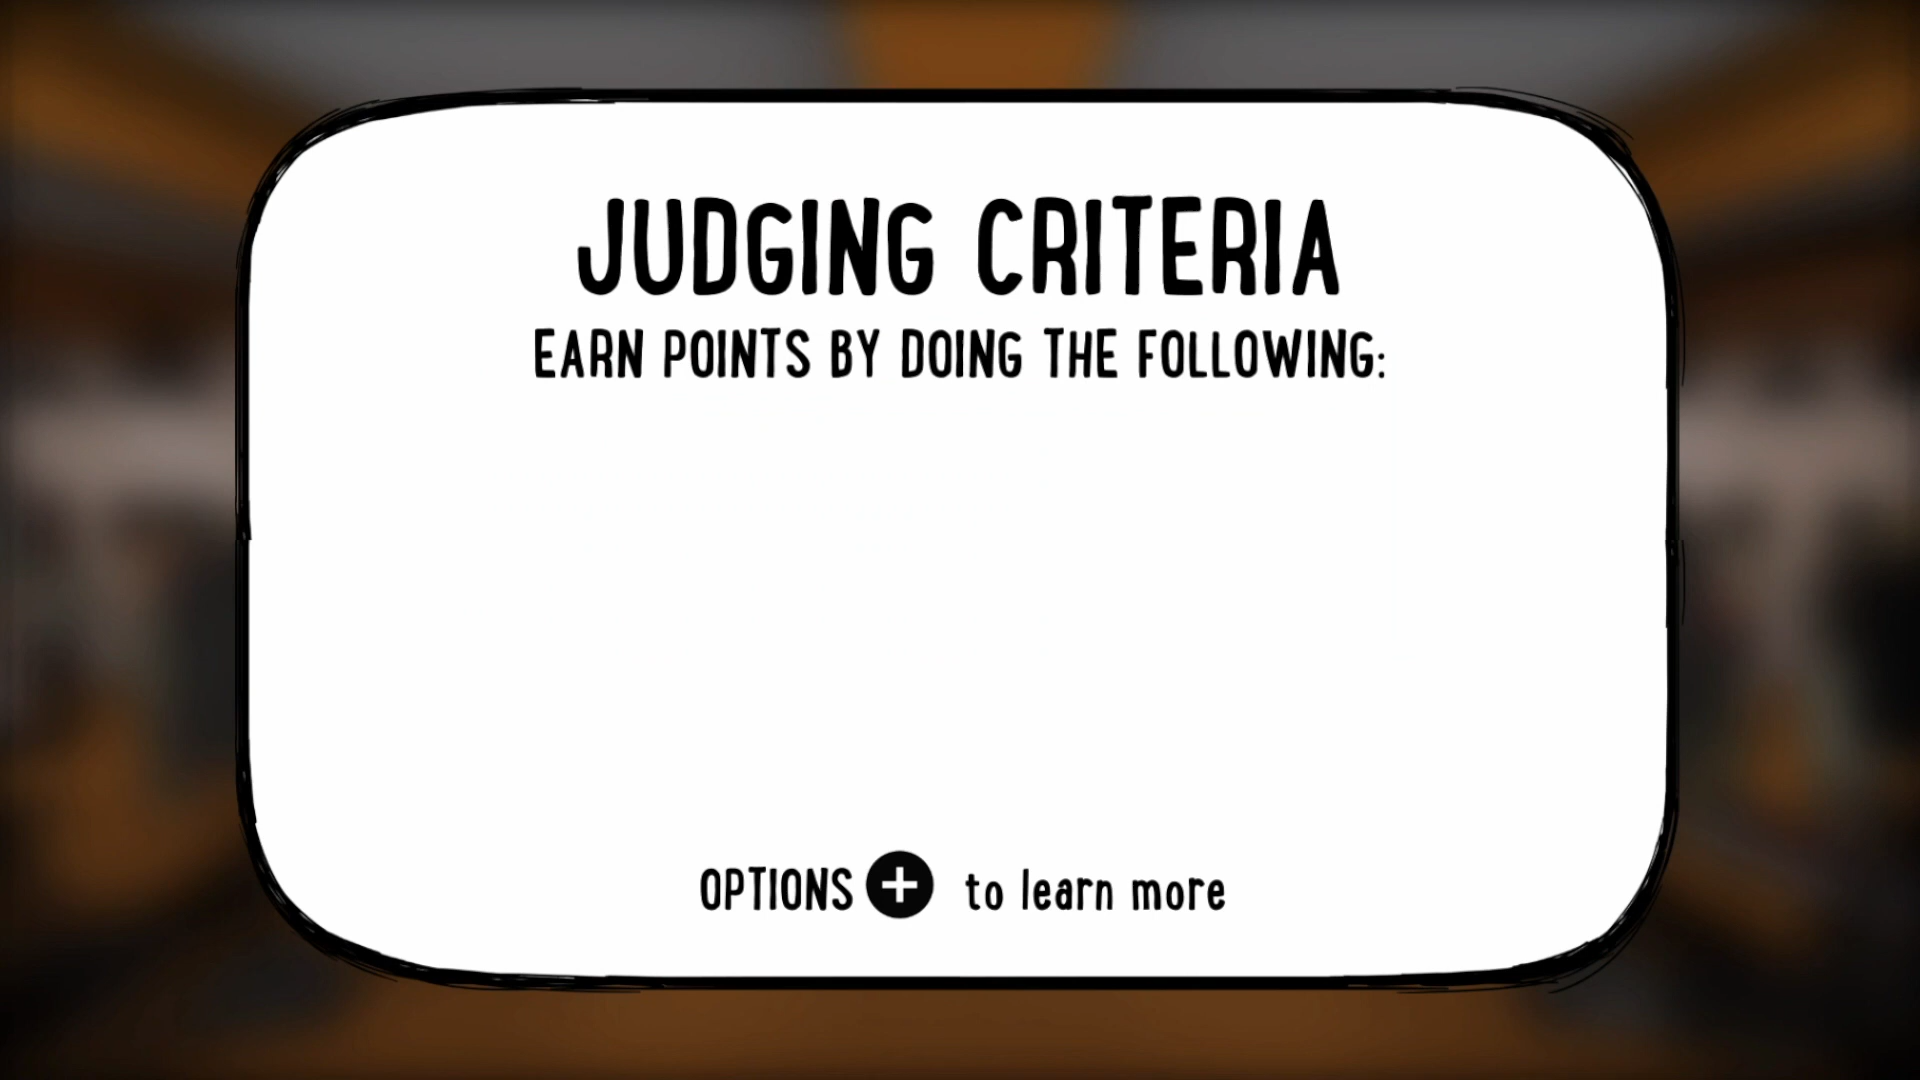 JUDGING CRITERIA
EARN POINTS BY DOING THE FOLLOWING:
OPTIONS + to learn more